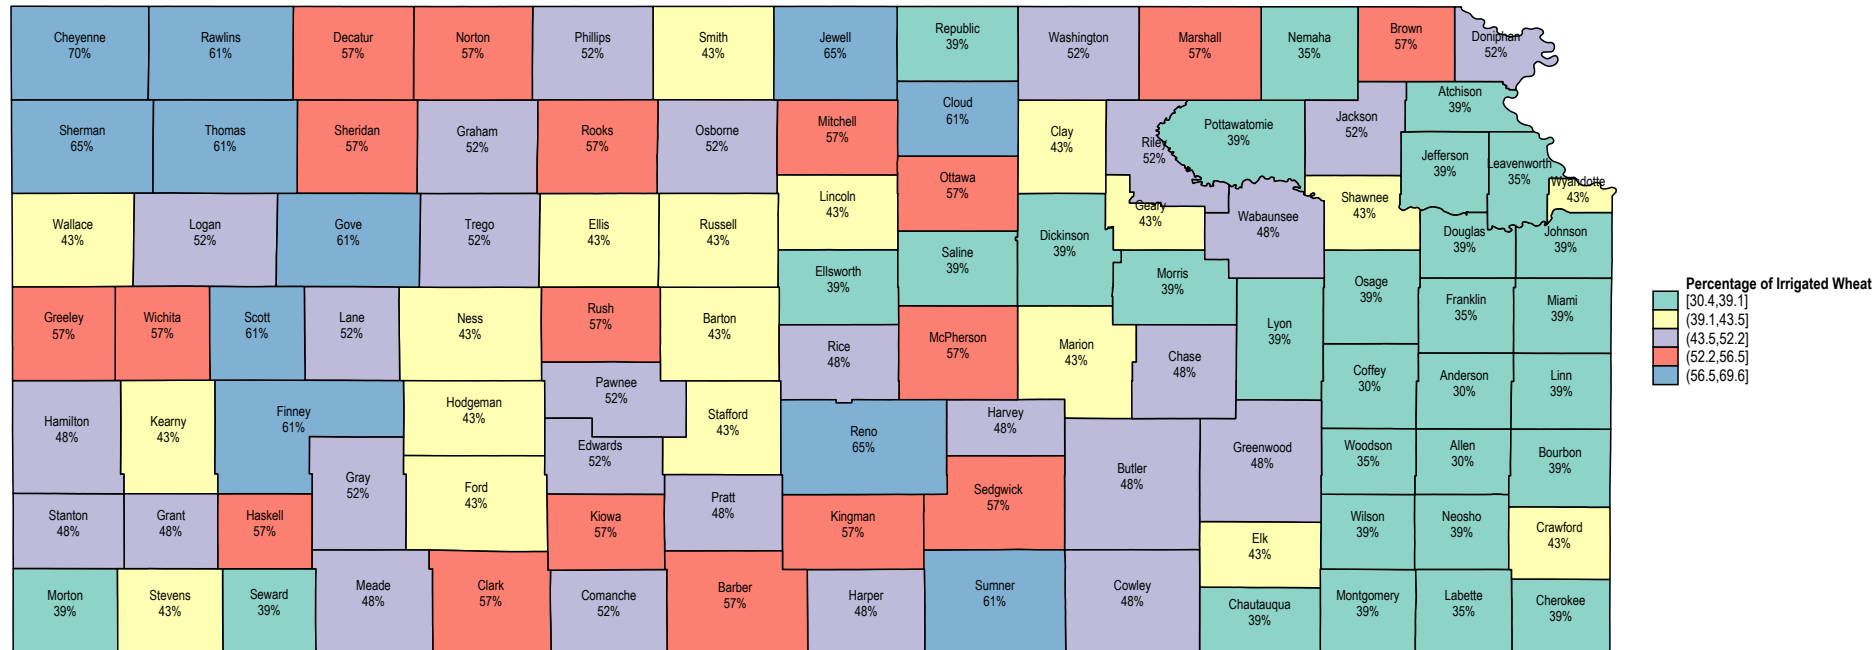 Cheyenne
70%
Rawlins
61%
Decatur
57%
Norton
57%
Phillips
52%
Smith
43%
Jewell
65%
Republic
39%
Washington
52%
Marshall
57%
Nemaha
35%
Brown
57%
Doniphan
52%
Sherman
65%
Thomas
61%
Sheridan
57%
Graham
52%
Rooks
57%
Osborne
52%
Mitchell
57%
Cloud
61%
Clay
43%
Riley
52%
Pottawatomie
39%
Jackson
52%
Atchison
39%
Jefferson
39%
Leavenworth
35%
Wyandotte
43%
Wallace
43%
Logan
52%
Gove
61%
Trego
52%
Ellis
43%
Russell
43%
Lincoln
43%
Ottawa
57%
Saline
39%
Dickinson
39%
Geary
43%
Wabaunsee
48%
Shawnee
43%
Douglas
39%
Johnson
39%
Ellsworth
39%
Morris
39%
Osage
39%
Franklin
35%
Miami
39%
Greeley
57%
Wichita
57%
Scott
61%
Lane
52%
Ness
43%
Rush
57%
Barton
43%
Rice
48%
McPherson
57%
Marion
43%
Chase
48%
Lyon
39%
Coffey
30%
Anderson
30%
Linn
39%
Hamilton
48%
Kearny
43%
Finney
61%
Hodgeman
43%
Pawnee
52%
Stafford
43%
Reno
65%
Harvey
48%
Edwards
52%
Gray
52%
Ford
43%
Butler
48%
Greenwood
48%
Woodson
35%
Allen
30%
Bourbon
39%
Stanton
48%
Grant
48%
Haskell
57%
Kiowa
57%
Pratt
48%
Kingman
57%
Sedgwick
57%
Elk
43%
Wilson
39%
Neosho
39%
Crawford
43%
Morton
39%
Stevens
43%
Seward
39%
Meade
48%
Clark
57%
Comanche
52%
Barber
57%
Harper
48%
Sumner
61%
Cowley
48%
Chautauqua
39%
Montgomery
39%
Labette
35%
Cherokee
39%
Percentage of Irrigated Wheat
[30.4,39.1]
(39.1,43.5]
(43.5,52.2]
(52.2,56.5]
(56.5,69.6]